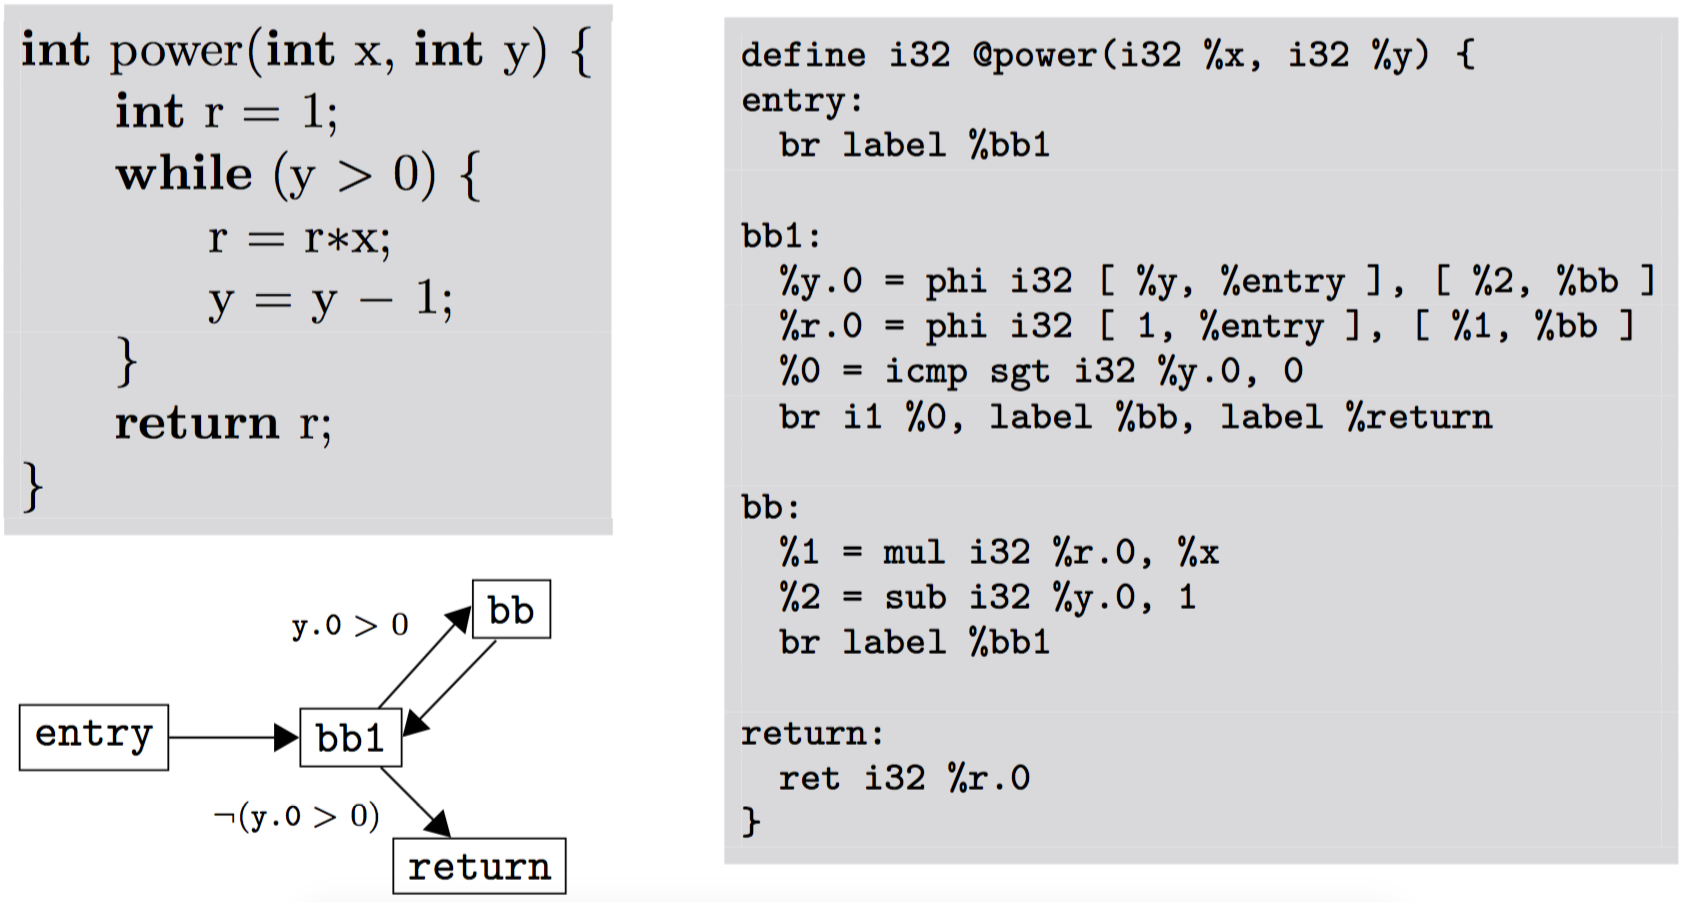 int power(int x, int y) {
int r = 1;
while (y > 0) {
r = r*x;
y = y − 1;
}
return r;
}
define i32 @power(i32 %x, i32 %y) {
entry:
br label %bb1
bb1:
%y.0 = phi i32 [ %y, %entry ], [ %2, %bb ]
%r.0 = phi i32 [ 1, %entry ], [ %1, %bb ]
%0 = icmp sgt i32 %y.0, 0
br i1 %0, label %bb, label %return
bb:
%1 = mul i32 %r.0, %x
%2 = sub i32 %y.0, 1
br label %bb1
return:
ret i32 %r.0
}
bb
y.0 > 0
entry
bb1
¬(y.0 > 0)
return